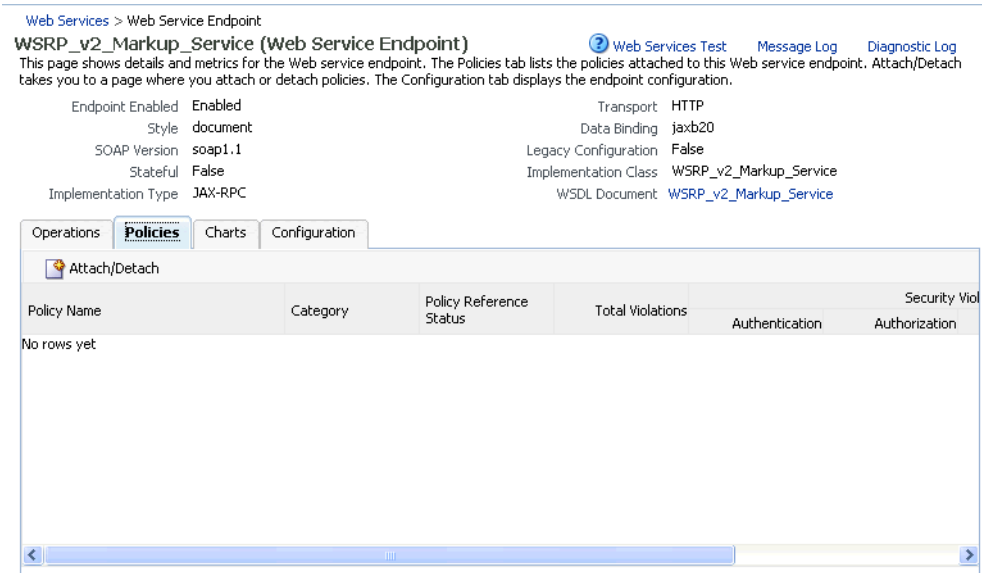 Web Services > Web Service Endpoint
WSRP_v2_Markup_Service (Web Service Endpoint)
Web Services Test Message Log Diagnostic Log
This page shows details and metrics for the Web service endpoint. The Policies tab lists the policies attached to this Web service endpoint. Attach/Detach
takes you to a page where you attach or detach policies. The Configuration tab displays the endpoint configuration.
Endpoint Enabled Enabled
Style document
SOAP Version soap1.1
Stateful False
Implementation Type JAX-RPC
Transport HTTP
Data Binding jaxb20
Legacy Configuration False
Implementation Class WSRP_v2_Markup_Service
WSDL Document WSRP_v2_Markup_Service
Operations Policies Charts Configuration
Attach/Detach
Policy Name
Category
Policy Reference
Status
Total Violations
Security Viol
Authentication
Authorization
No rows yet